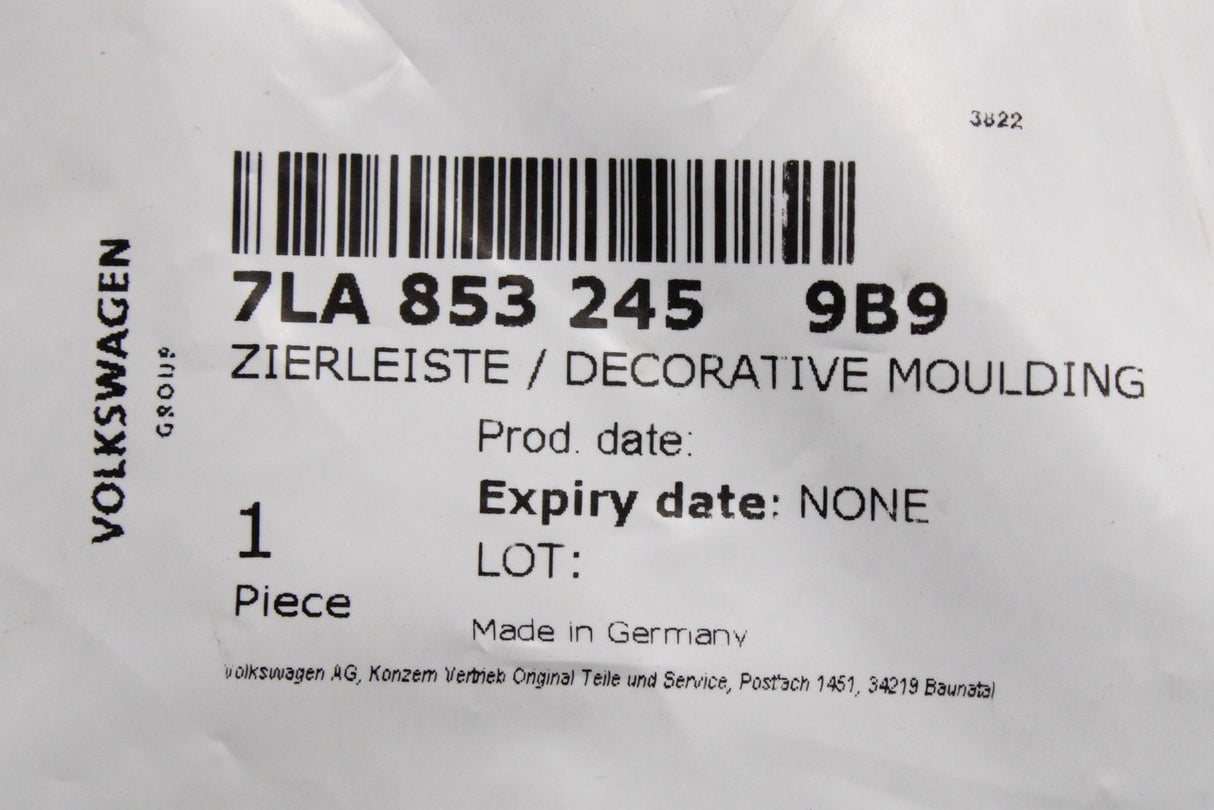 3822
7LA 853 245 9B9
ZIERLEISTE / DECORATIVE MOULDING
Prod. date:
Expiry date: NONE
LOT:
1
Piece
Made in Germany
Volkswagen AG, Konzern Vertrieb Original Teile und Service, Postfach 1451, 34219 Baunatal
VOLKSWAGEN
GROUP